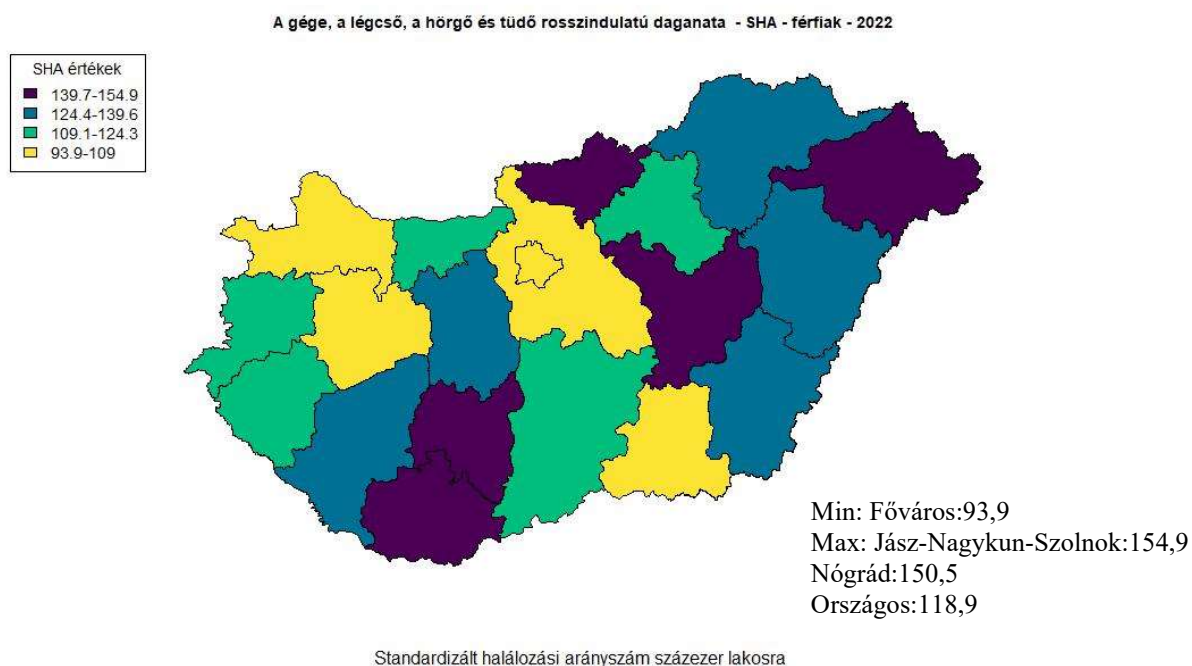 A gége, a légcső, a hörgő és tüdő rosszindulatú daganata - SHA - férfiak - 2022
SHA értékek
139.7-154.9
124.4-139.6
109.1-124.3
93.9-109
Min: Főváros:93,9
Max: Jász-Nagykun-Szolnok:154,9
Nógrád:150,5
Országos:118,9
Standardizált halálozási arányszám százezer lakosra